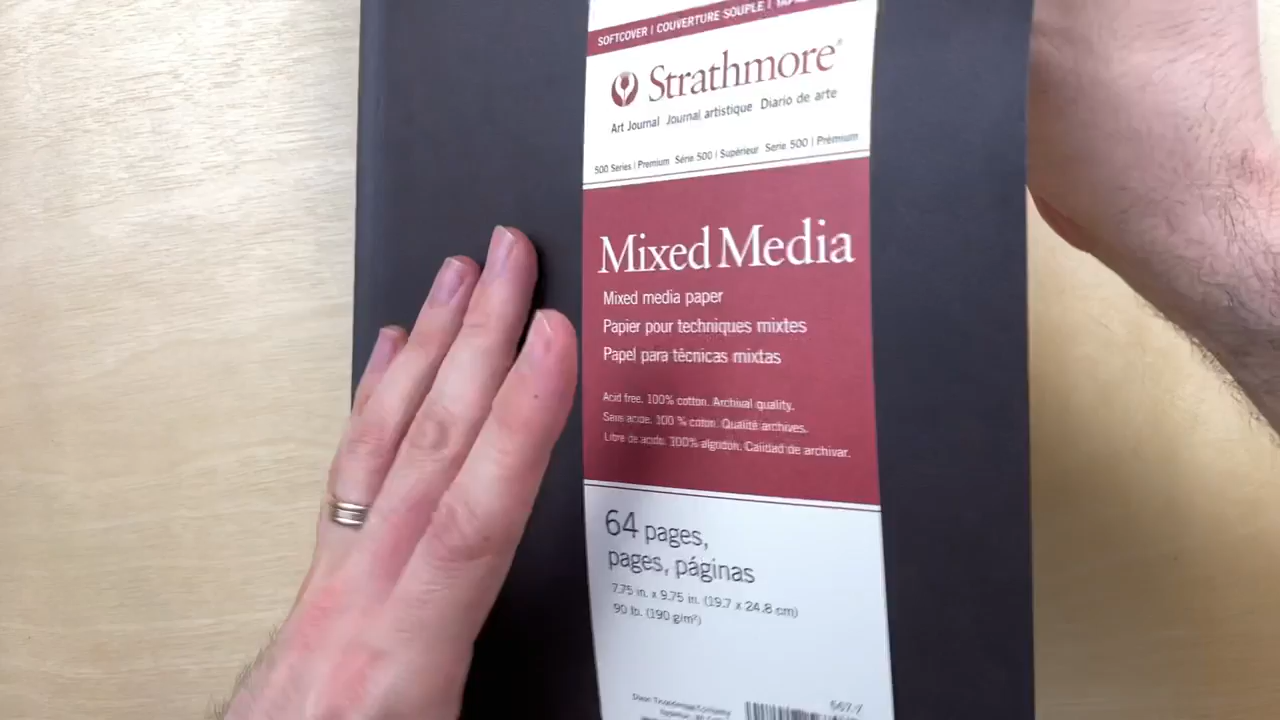 SOFTCOVER | COUVERTURE SOUPLE |
Strathmore®
Art Journal Journal artistique Diario de arte
500 Series | Premium Série 500 | Supérieur Serie 500 | Prémium
Mixed Media
Mixed media paper
Papier pour techniques mixtes
Papel para técnicas mixtas
Acid free. 100% cotton. Archival quality.
Sans acide. 100 % coton. Qualité archives.
Libre de acido. 100% algodon. Calidad de archivar.
64 pages,
pages, páginas
7.75 in. x 9.75 in. (19.7 x 24.8 cm)
90 lb. (190 g/m²)